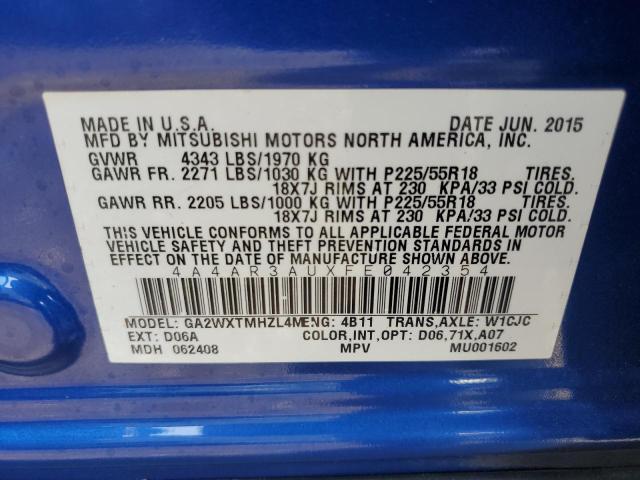 MADE IN U.S.A. DATE JUN. 2015
MFD BY MITSUBISHI MOTORS NORTH AMERICA, INC.
GVWR 4343 LBS/1970 KG
GAWR FR. 2271 LBS/1030 KG WITH P225/55R18 TIRES.
18X7J RIMS AT 230 KPA/33 PSI COLD.
GAWR RR. 2205 LBS/1000 KG WITH P225/55R18 TIRES.
18X7J RIMS AT 230 KPA/33 PSI COLD.
THIS VEHICLE CONFORMS TO ALL APPLICABLE FEDERAL MOTOR
VEHICLE SAFETY AND THEFT PREVENTION STANDARDS IN
EFFECT ON THE DATE OF MANUFACTURE SHOWN ABOVE.
4A4AR3AUXFE042354
MODEL: GA2WXTMHZL4M ENG: 4B11 TRANS,AXLE: W1CJC
EXT: D06A COLOR,INT,OPT: D06,71X,A07
MDH 062408 MPV MU001602